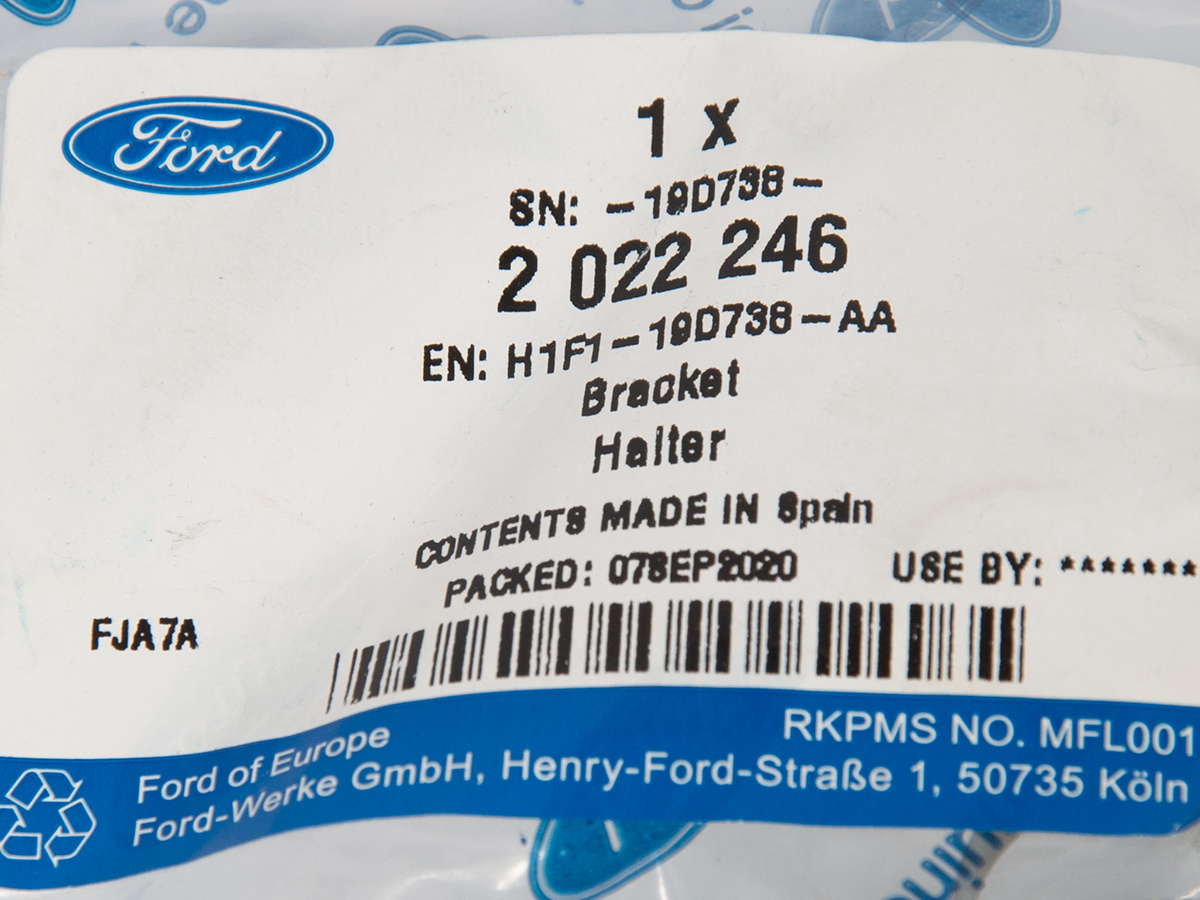 Ford
1 x
SN: -19D738-
2 022 246
EN: H1F1-19D738-AA
Bracket
Halter
CONTENTS MADE IN Spain
PACKED: 07SEP2020 USE BY: *******
FJA7A
RKPMS NO. MFL001
Ford of Europe
Ford-Werke GmbH, Henry-Ford-Straße 1, 50735 Köln